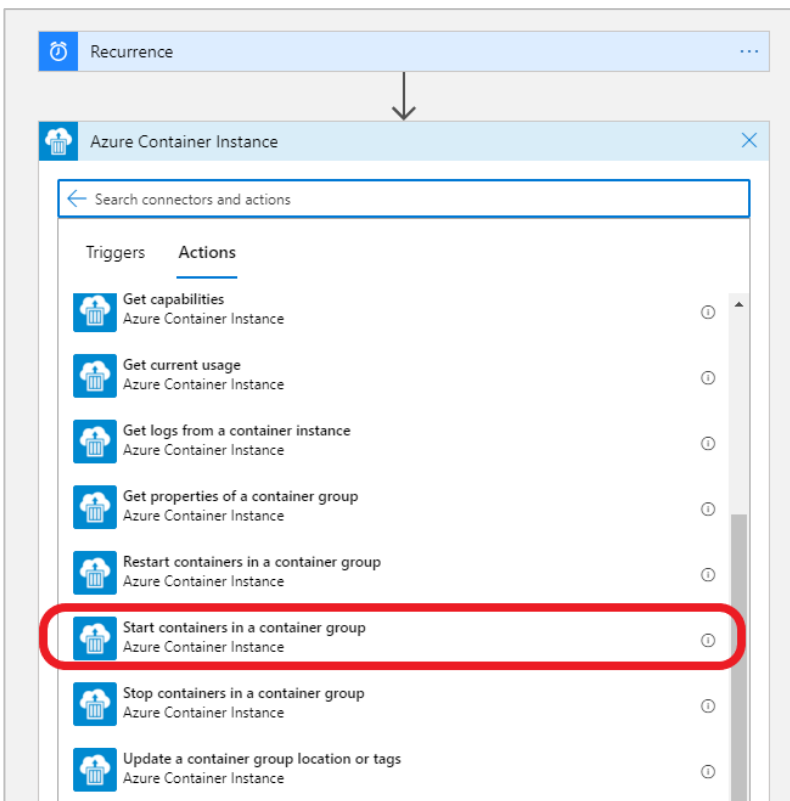 Recurrence
...
Azure Container Instance
Search connectors and actions
Triggers Actions
Get capabilities
Azure Container Instance
Get current usage
Azure Container Instance
Get logs from a container instance
Azure Container Instance
Get properties of a container group
Azure Container Instance
Restart containers in a container group
Azure Container Instance
Start containers in a container group
Azure Container Instance
Stop containers in a container group
Azure Container Instance
Update a container group location or tags
Azure Container Instance